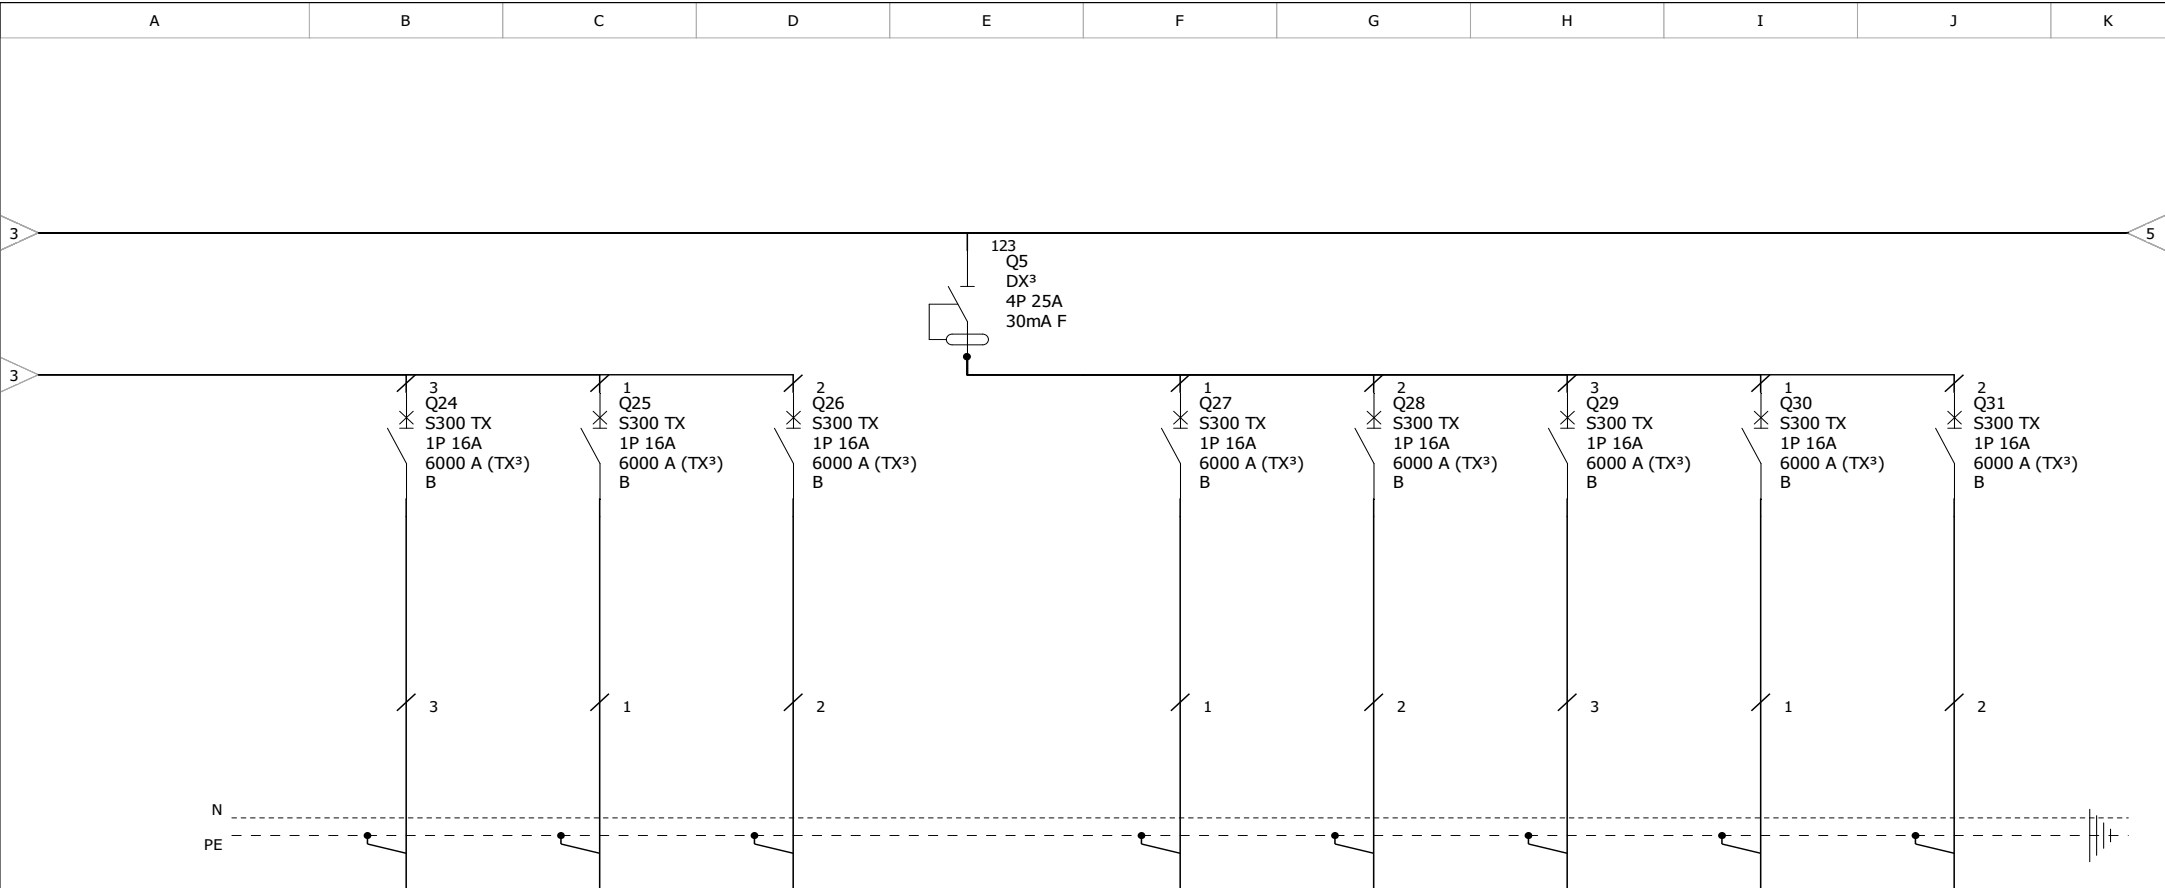 A B C D E F G H I J K
3 5
123
Q5
DX³
4P 25A
30mA F
3
3
Q24
S300 TX
1P 16A
6000 A (TX³)
B
1
Q25
S300 TX
1P 16A
6000 A (TX³)
B
2
Q26
S300 TX
1P 16A
6000 A (TX³)
B
1
Q27
S300 TX
1P 16A
6000 A (TX³)
B
2
Q28
S300 TX
1P 16A
6000 A (TX³)
B
3
Q29
S300 TX
1P 16A
6000 A (TX³)
B
1
Q30
S300 TX
1P 16A
6000 A (TX³)
B
2
Q31
S300 TX
1P 16A
6000 A (TX³)
B
3 1 2 1 2 3 1 2
N
PE